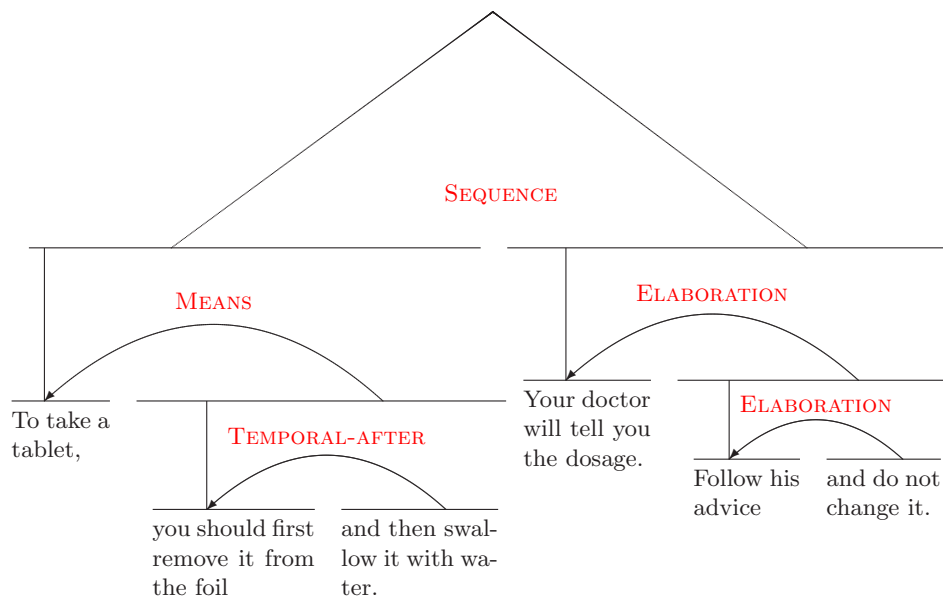 SEQUENCE
MEANS
ELABORATION
To take a
tablet,
TEMPORAL-AFTER
you should first
remove it from
the foil
and then swal-
low it with wa-
ter.
Your doctor
will tell you
the dosage.
ELABORATION
Follow his
advice
and do not
change it.